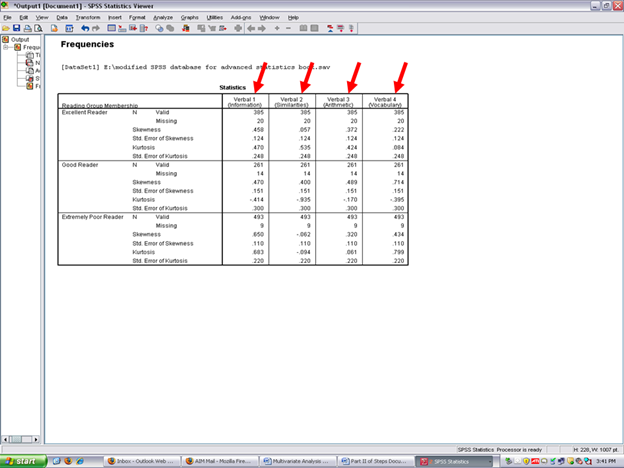 *Output1 [Document1] - SPSS Statistics Viewer
File Edit View Data Transform Insert Format Analyze Graphs Utilities Add-ons Window Help
Output
Frequ
Frequencies
[DataSet1] E:\modified SPSS database for advanced statistics book.sav
Statistics
Reading Group Membership Verbal 1 (Information) Verbal 2 (Similarities) Verbal 3 (Arithmetic) Verbal 4 (Vocabulary)
Excellent Reader N Valid 385 385 385 385
Missing 20 20 20 20
Skewness .458 .057 .372 .222
Std. Error of Skewness .124 .124 .124 .124
Kurtosis .470 .535 .424 .084
Std. Error of Kurtosis .248 .248 .248 .248
Good Reader N Valid 261 261 261 261
Missing 14 14 14 14
Skewness .470 .400 .489 .714
Std. Error of Skewness .151 .151 .151 .151
Kurtosis -.414 -.935 -.170 -.395
Std. Error of Kurtosis .300 .300 .300 .300
Extremely Poor Reader N Valid 493 493 493 493
Missing 9 9 9 9
Skewness .650 -.062 .320 .434
Std. Error of Skewness .110 .110 .110 .110
Kurtosis .683 -.094 .061 .799
Std. Error of Kurtosis .220 .220 .220 .220
SPSS Statistics Processor is ready H: 220, W: 1007 pt.
start Inbox - Outlook Web ... AIM Mail - Mozilla Fire... Multivariate Analysis ... Part II of Steps Docu... SPSS Statistics 3:41 PM